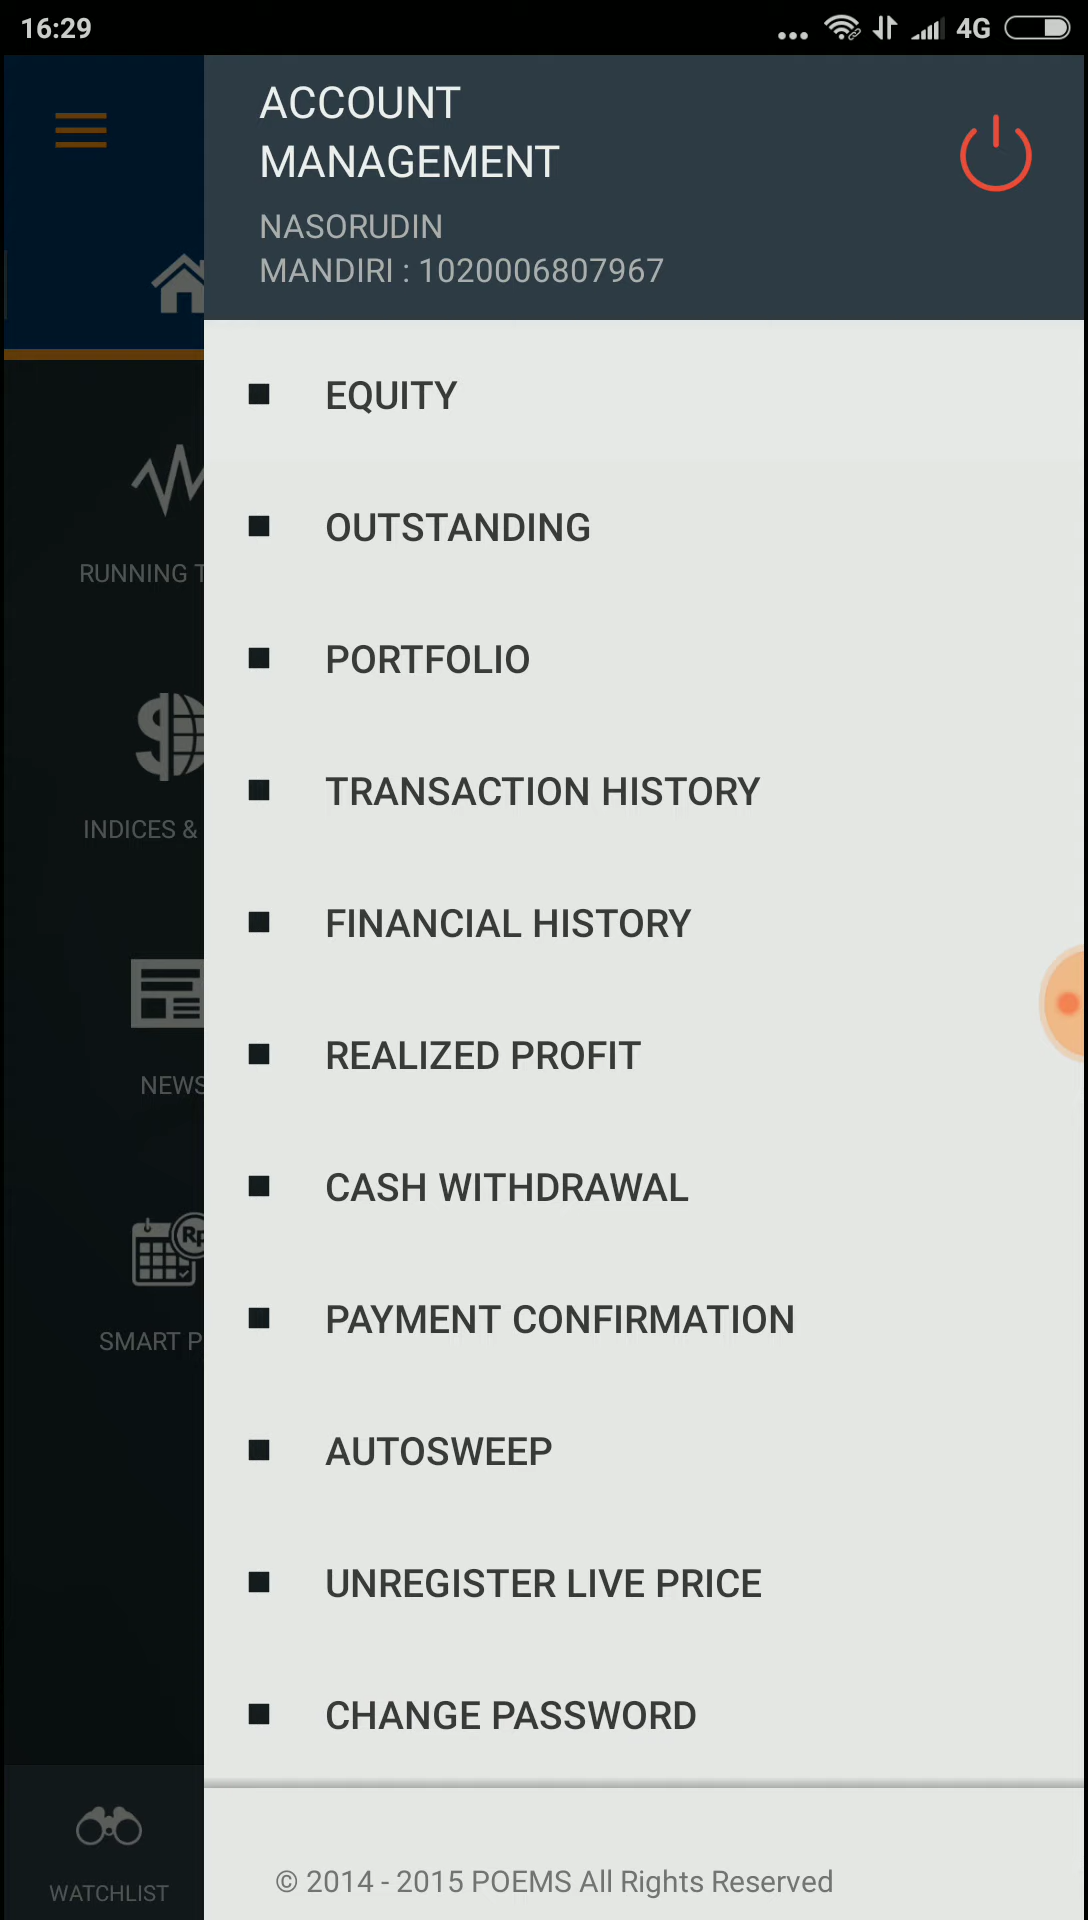 16:29
4G
ACCOUNT
MANAGEMENT
NASORUDIN
MANDIRI : 1020006807967
EQUITY
OUTSTANDING
PORTFOLIO
TRANSACTION HISTORY
FINANCIAL HISTORY
REALIZED PROFIT
CASH WITHDRAWAL
PAYMENT CONFIRMATION
AUTOSWEEP
UNREGISTER LIVE PRICE
CHANGE PASSWORD
© 2014 - 2015 POEMS All Rights Reserved
RUNNING T
INDICES &
NEWS
Rp
SMART P
WATCHLIST